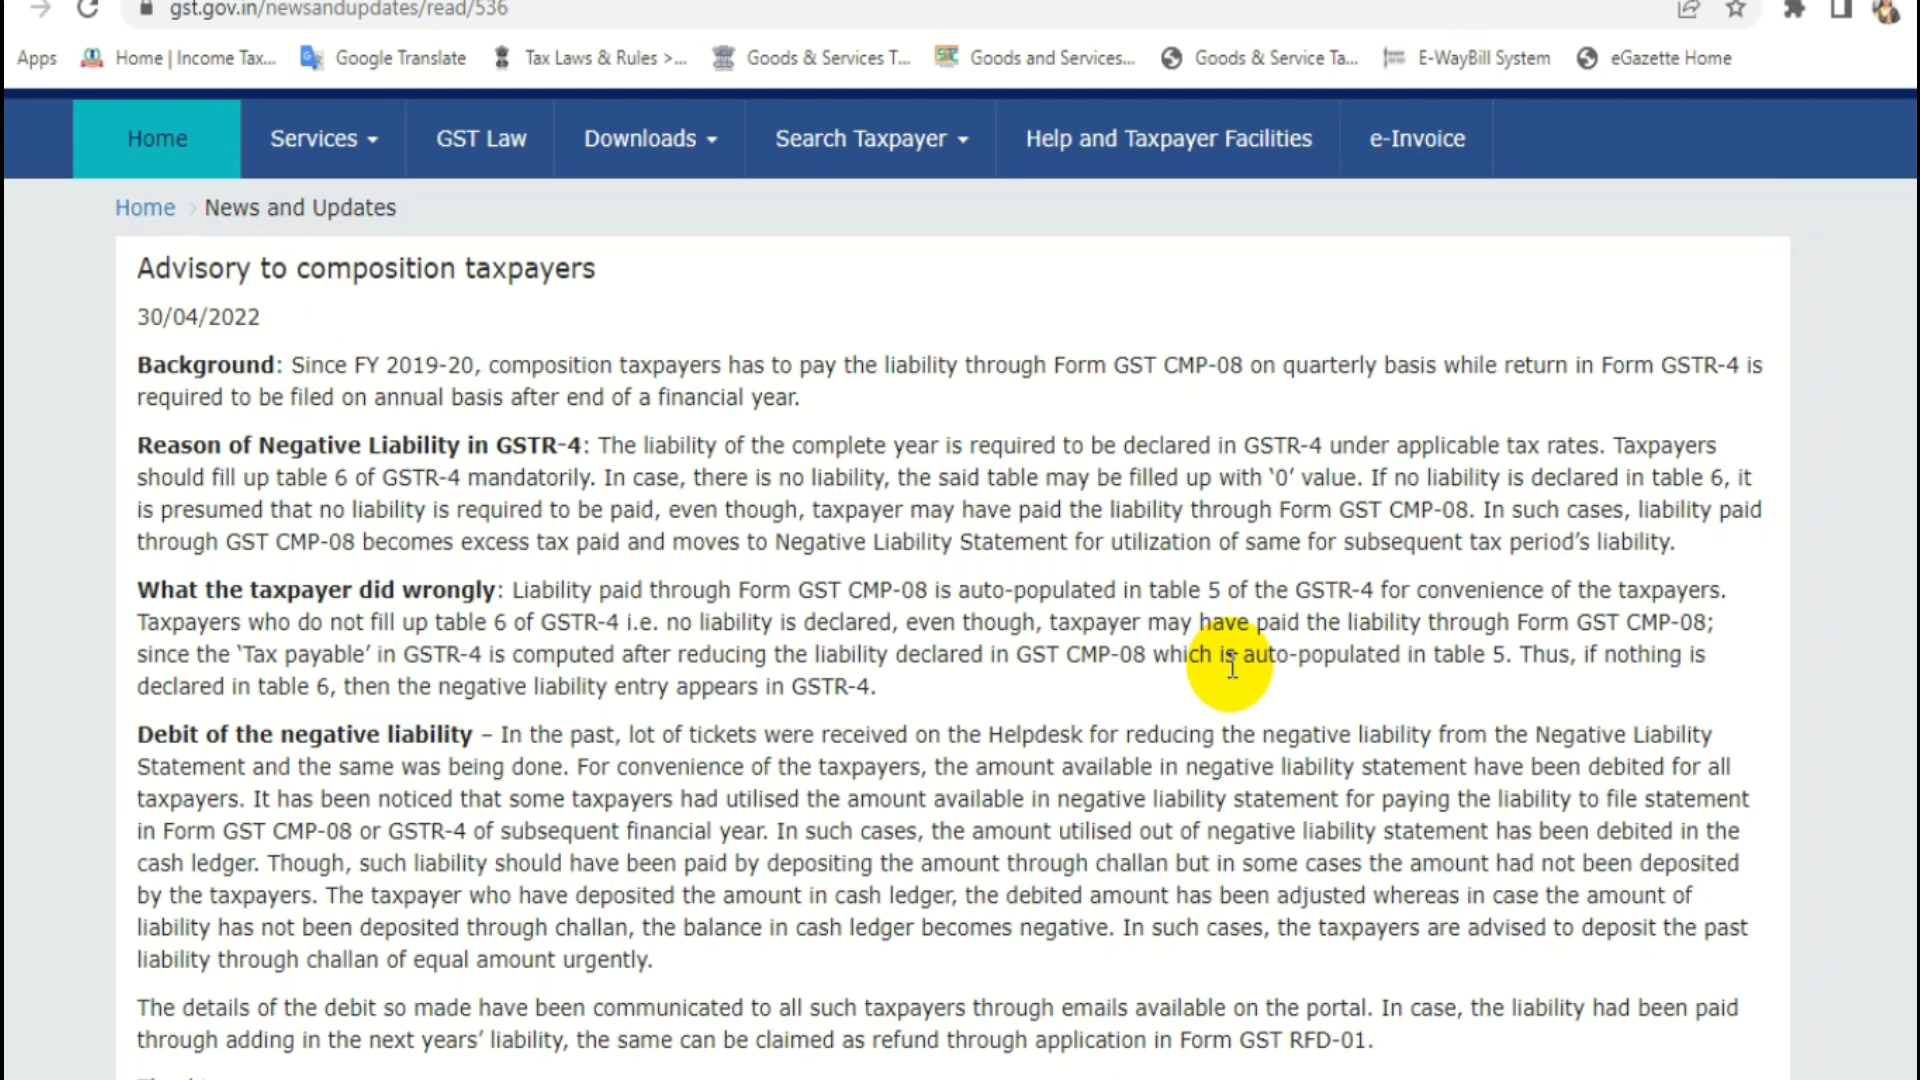 gst.gov.in/newsandupdates/read/536
Apps Home | Income Tax... Google Translate Tax Laws & Rules >... Goods & Services T... Goods and Services... Goods & Service Ta... E-WayBill System eGazette Home
Home Services GST Law Downloads Search Taxpayer Help and Taxpayer Facilities e-Invoice
Home › News and Updates
Advisory to composition taxpayers
30/04/2022
Background: Since FY 2019-20, composition taxpayers has to pay the liability through Form GST CMP-08 on quarterly basis while return in Form GSTR-4 is
required to be filed on annual basis after end of a financial year.
Reason of Negative Liability in GSTR-4: The liability of the complete year is required to be declared in GSTR-4 under applicable tax rates. Taxpayers
should fill up table 6 of GSTR-4 mandatorily. In case, there is no liability, the said table may be filled up with ‘0’ value. If no liability is declared in table 6, it
is presumed that no liability is required to be paid, even though, taxpayer may have paid the liability through Form GST CMP-08. In such cases, liability paid
through GST CMP-08 becomes excess tax paid and moves to Negative Liability Statement for utilization of same for subsequent tax period’s liability.
What the taxpayer did wrongly: Liability paid through Form GST CMP-08 is auto-populated in table 5 of the GSTR-4 for convenience of the taxpayers.
Taxpayers who do not fill up table 6 of GSTR-4 i.e. no liability is declared, even though, taxpayer may have paid the liability through Form GST CMP-08;
since the ‘Tax payable’ in GSTR-4 is computed after reducing the liability declared in GST CMP-08 which is auto-populated in table 5. Thus, if nothing is
declared in table 6, then the negative liability entry appears in GSTR-4.
Debit of the negative liability – In the past, lot of tickets were received on the Helpdesk for reducing the negative liability from the Negative Liability
Statement and the same was being done. For convenience of the taxpayers, the amount available in negative liability statement have been debited for all
taxpayers. It has been noticed that some taxpayers had utilised the amount available in negative liability statement for paying the liability to file statement
in Form GST CMP-08 or GSTR-4 of subsequent financial year. In such cases, the amount utilised out of negative liability statement has been debited in the
cash ledger. Though, such liability should have been paid by depositing the amount through challan but in some cases the amount had not been deposited
by the taxpayers. The taxpayer who have deposited the amount in cash ledger, the debited amount has been adjusted whereas in case the amount of
liability has not been deposited through challan, the balance in cash ledger becomes negative. In such cases, the taxpayers are advised to deposit the past
liability through challan of equal amount urgently.
The details of the debit so made have been communicated to all such taxpayers through emails available on the portal. In case, the liability had been paid
through adding in the next years’ liability, the same can be claimed as refund through application in Form GST RFD-01.